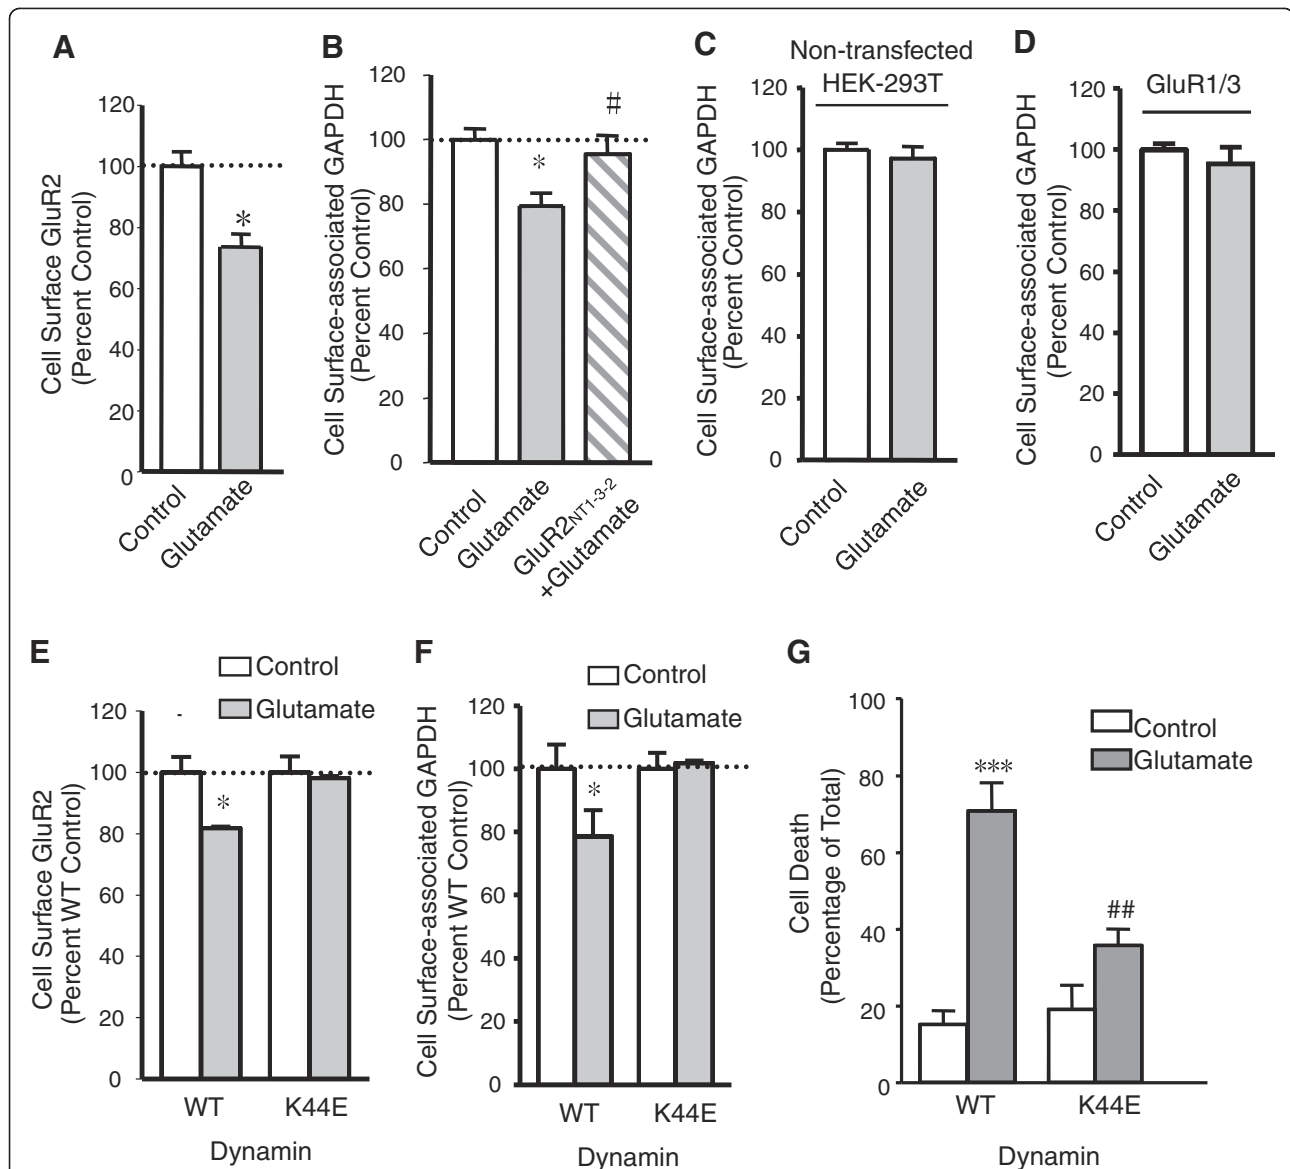 A
Cell Surface GluR2
(Percent Control)
120
100
80
60
40
20
0
*
Control
Glutamate
B
Cell Surface-associated GAPDH
(Percent Control)
120
100
80
60
40
20
0
*
#
Control
Glutamate
GluR2NT1-3-2
+Glutamate
C
Non-transfected
HEK-293T
Cell Surface-associated GAPDH
(Percent Control)
120
100
80
60
40
20
0
Control
Glutamate
D
GluR1/3
Cell Surface-associated GAPDH
(Percent Control)
120
100
80
60
40
20
0
Control
Glutamate
E
Control
Glutamate
Cell Surface GluR2
(Percent WT Control)
120
100
80
60
40
20
0
-
*
WT
K44E
Dynamin
F
Control
Glutamate
Cell Surface-associated GAPDH
(Percent WT Control)
120
100
80
60
40
20
0
*
WT
K44E
Dynamin
G
Control
Glutamate
Cell Death
(Percentage of Total)
100
80
60
40
20
0
***
##
WT
K44E
Dynamin